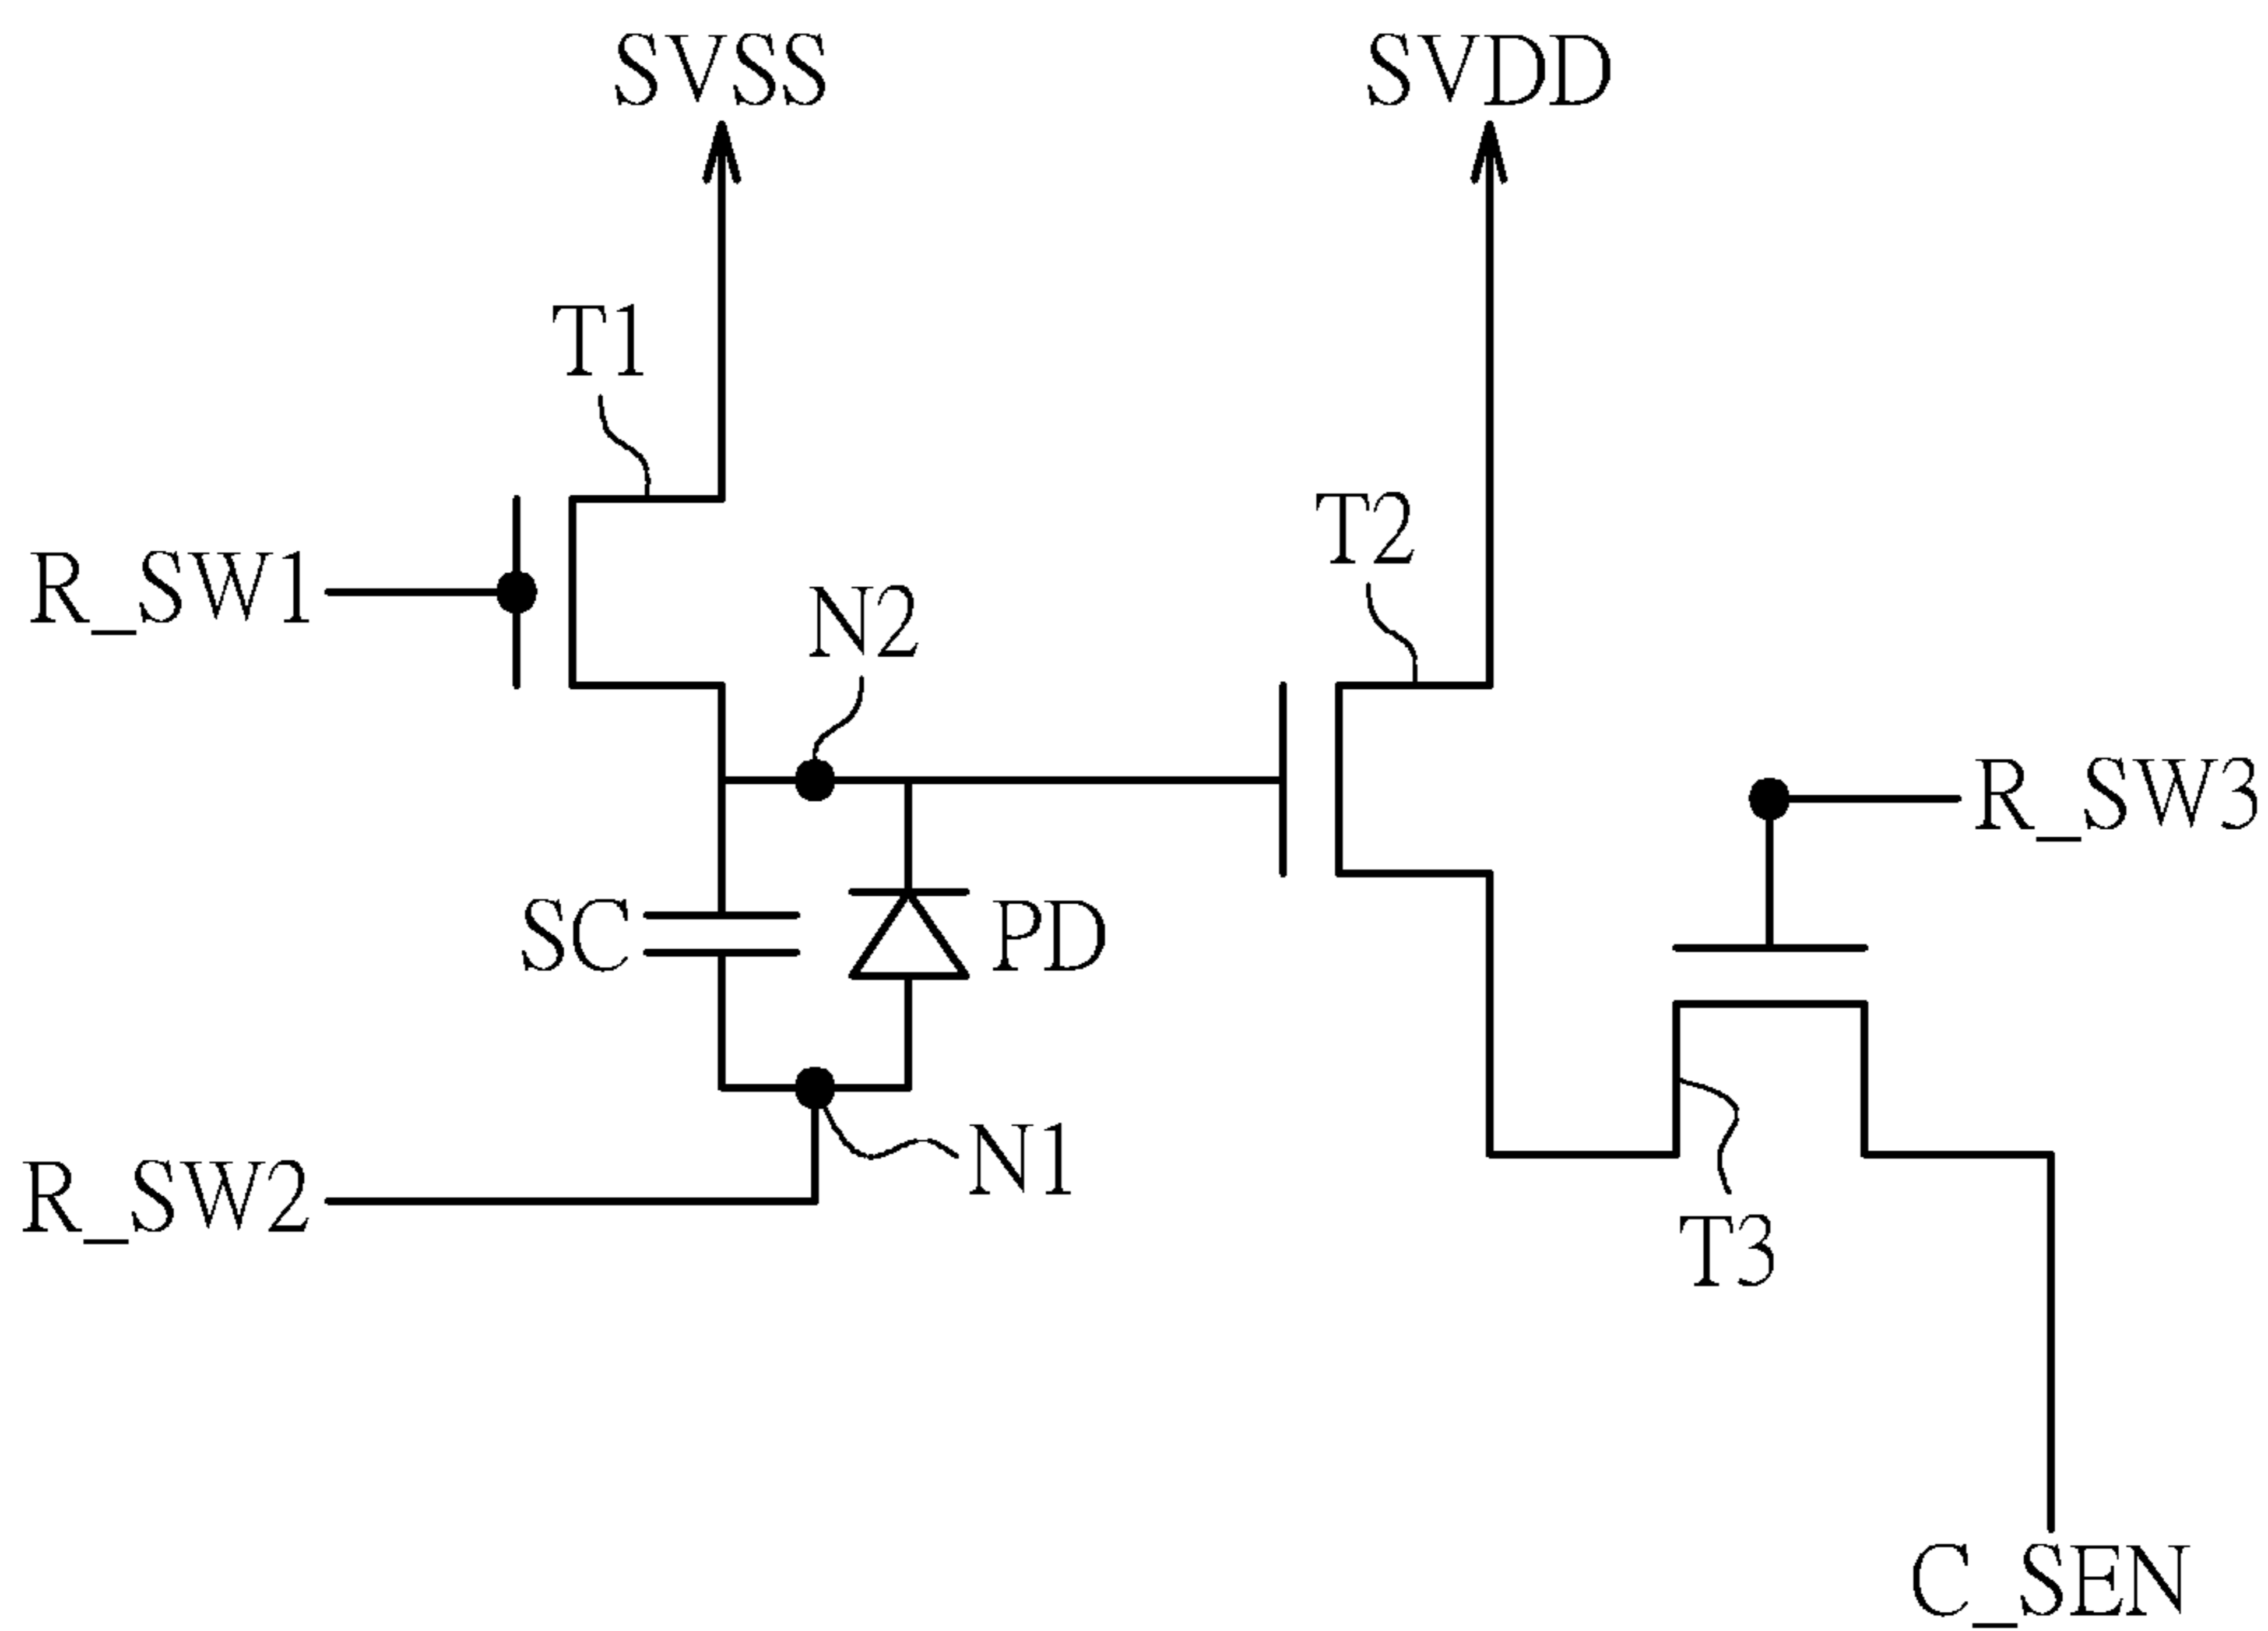 SVSS
SVDD
T1
T2
R_SW1
N2
R_SW3
SC
PD
N1
R_SW2
T3
C_SEN